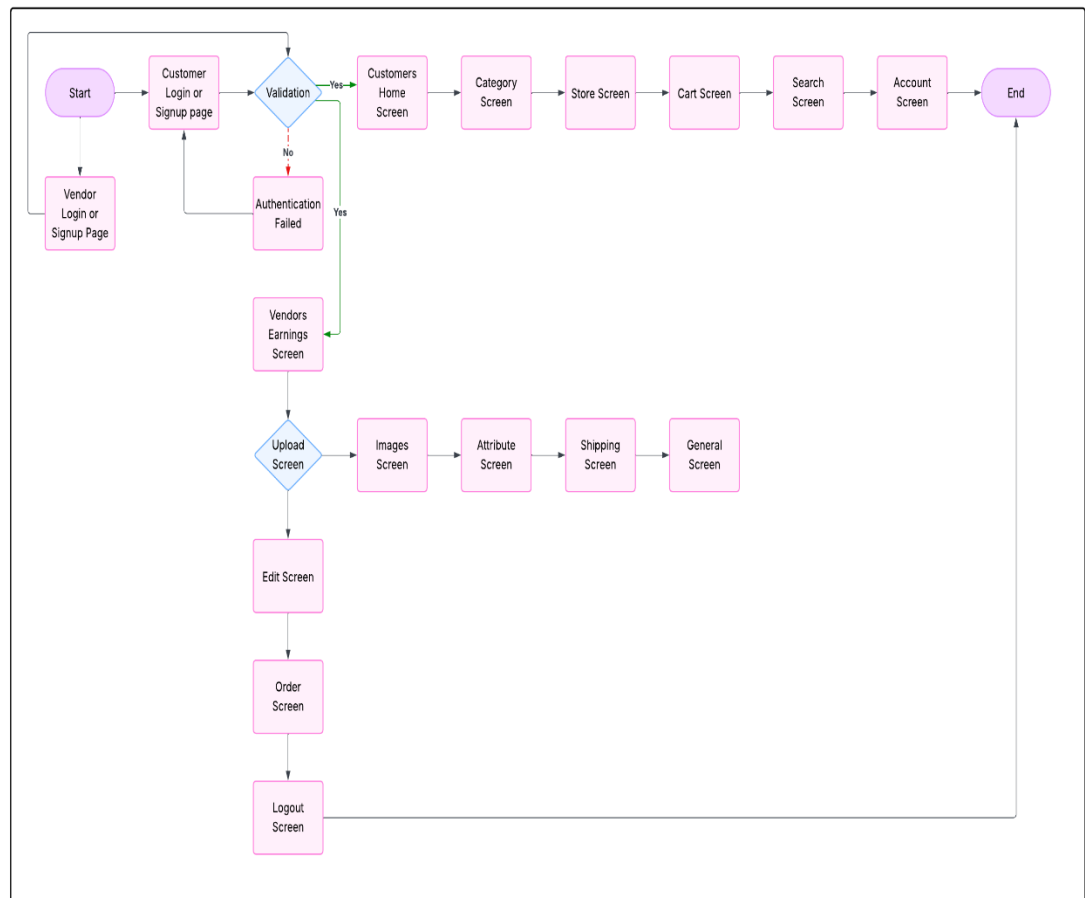 Start
Customer
Login or
Signup page
Validation
Yes
Customers
Home
Screen
Category
Screen
Store Screen
Cart Screen
Search
Screen
Account
Screen
End
No
Vendor
Login or
Signup Page
Authentication
Failed
Yes
Vendors
Earnings
Screen
Upload
Screen
Images
Screen
Attribute
Screen
Shipping
Screen
General
Screen
Edit Screen
Order
Screen
Logout
Screen